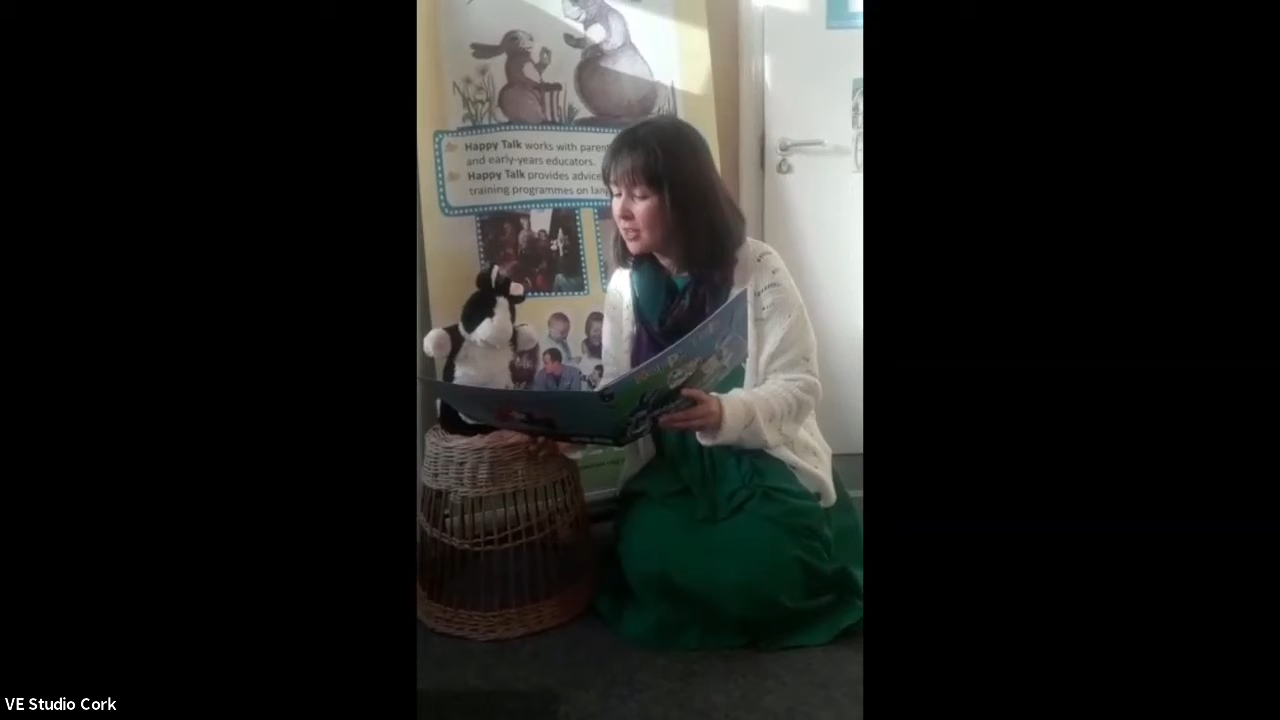 Happy Talk works with paren
and early-years educators.
Happy Talk provides advice
training programmes on lan
VE Studio Cork